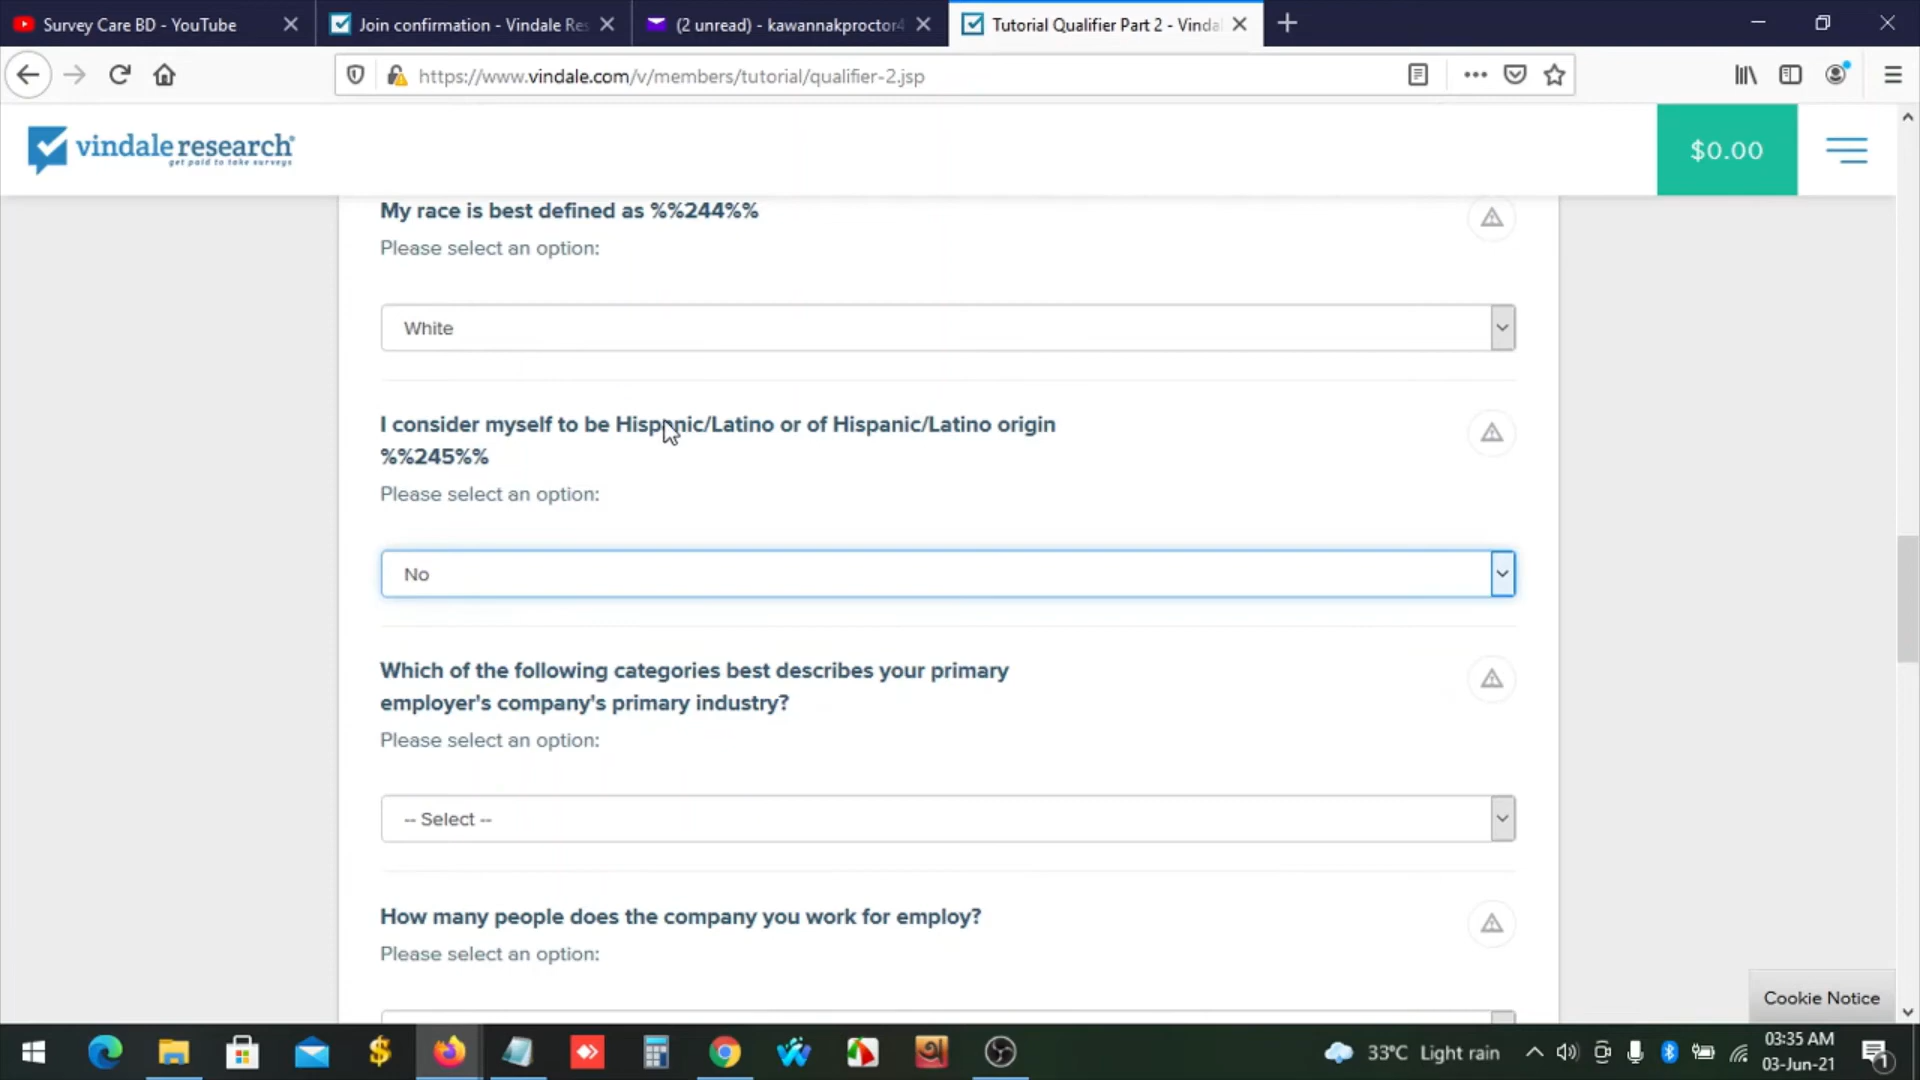 Survey Care BD - YouTube
Join confirmation - Vindale Res
(2 unread) - kawannakproctor4
Tutorial Qualifier Part 2 - Vindal
https://www.vindale.com/v/members/tutorial/qualifier-2.jsp
vindale research®
get paid to take surveys
$0.00
My race is best defined as %%244%%
Please select an option:
White
I consider myself to be Hispanic/Latino or of Hispanic/Latino origin
%%245%%
Please select an option:
No
Which of the following categories best describes your primary
employer's company's primary industry?
Please select an option:
-- Select --
How many people does the company you work for employ?
Please select an option:
Cookie Notice
33°C Light rain
03:35 AM
03-Jun-21
1